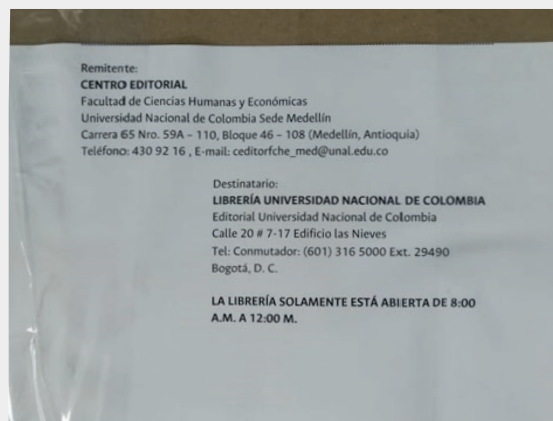 Remitente:
CENTRO EDITORIAL
Facultad de Ciencias Humanas y Económicas
Universidad Nacional de Colombia Sede Medellín
Carrera 65 Nro. 59A – 110, Bloque 46 – 108 (Medellín, Antioquia)
Teléfono: 430 92 16 , E-mail: ceditorfche_med@unal.edu.co
Destinatario:
LIBRERÍA UNIVERSIDAD NACIONAL DE COLOMBIA
Editorial Universidad Nacional de Colombia
Calle 20 # 7-17 Edificio las Nieves
Tel: Conmutador: (601) 316 5000 Ext. 29490
Bogotá, D. C.
LA LIBRERÍA SOLAMENTE ESTÁ ABIERTA DE 8:00
A.M. A 12:00 M.